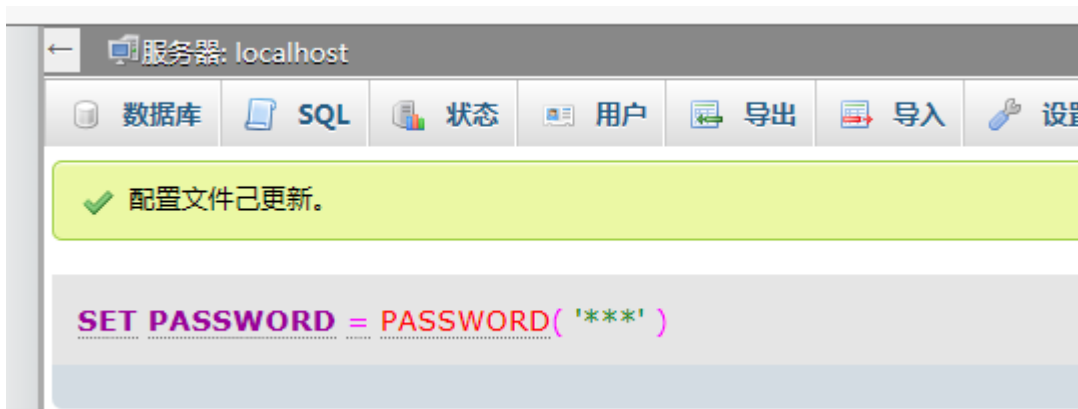 服务器: localhost
数据库 SQL 状态 用户 导出 导入 设置
配置文件已更新。
SET PASSWORD = PASSWORD( '***' )